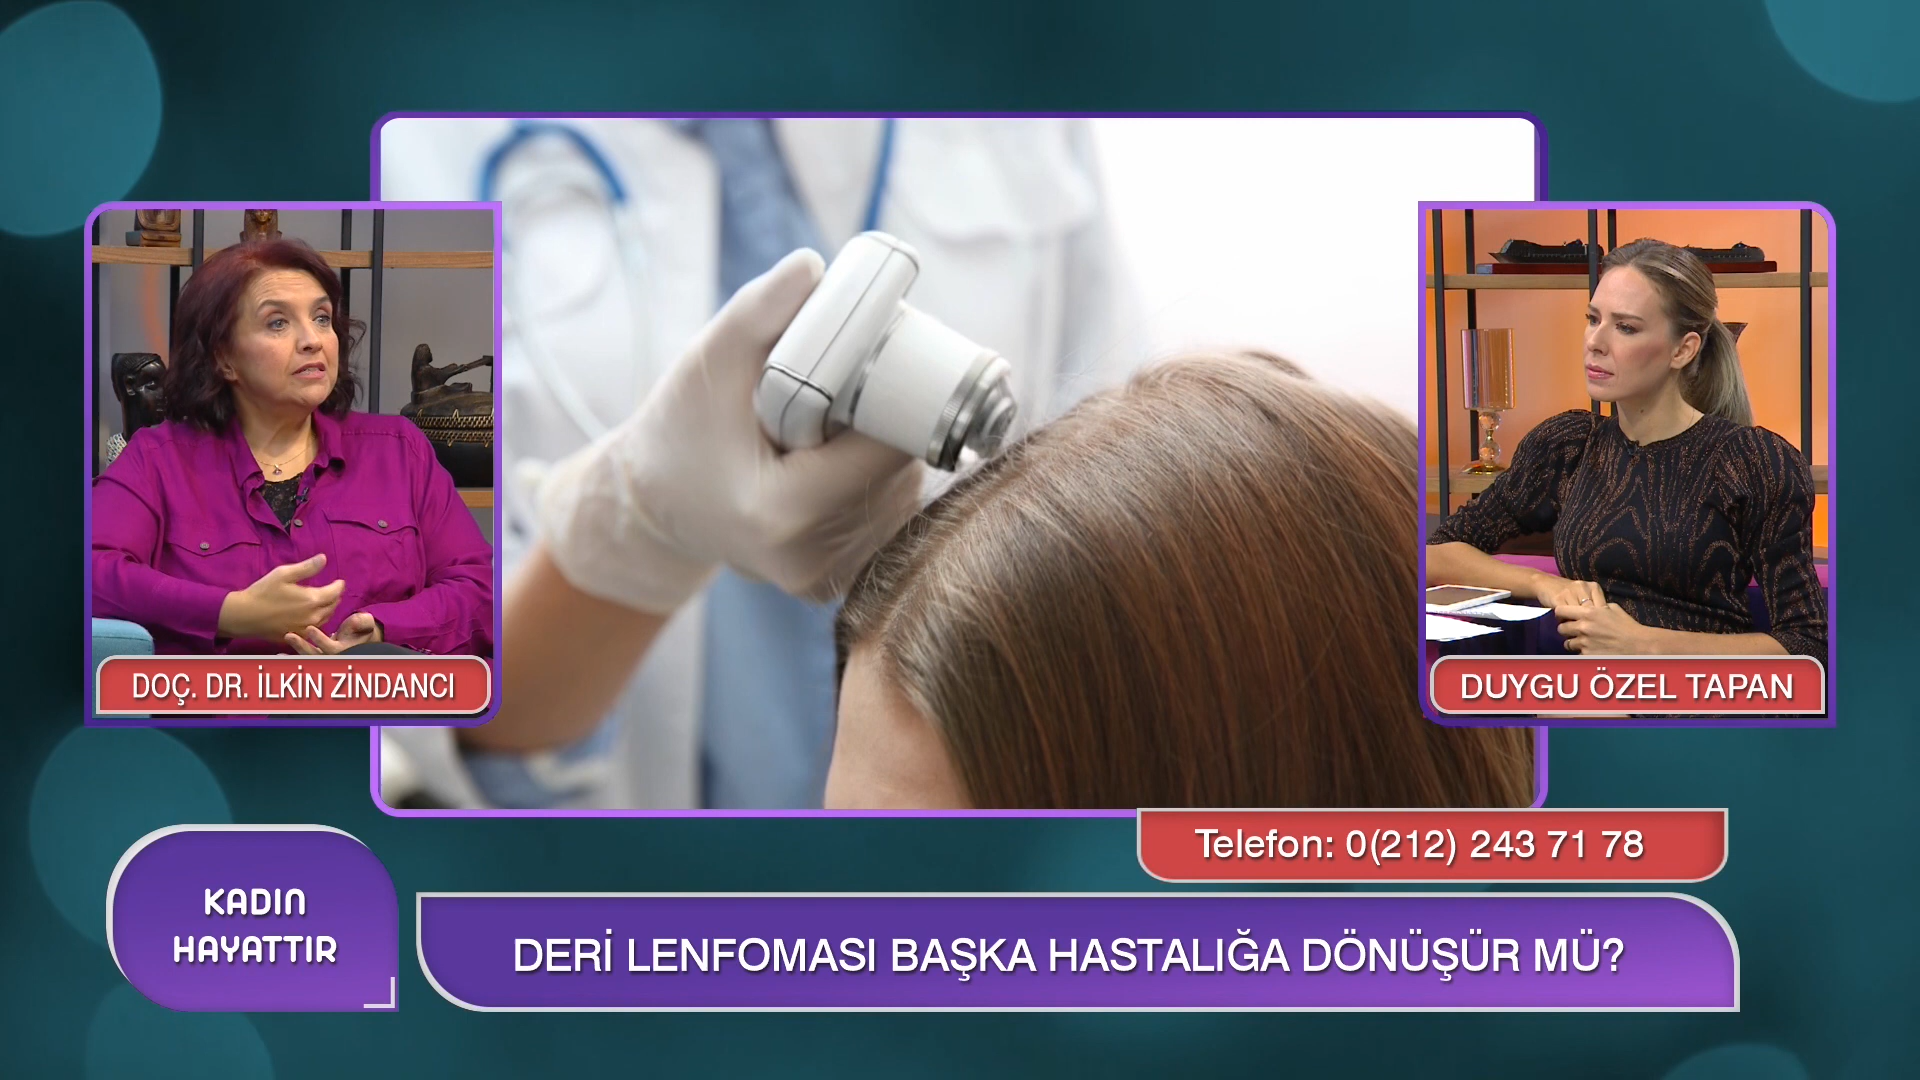 DOÇ. DR. İLKİN ZİNDANCI
DUYGU ÖZEL TAPAN
Telefon: 0(212) 243 71 78
KADIN
HAYATTIR
DERİ LENFOMASI BAŞKA HASTALIĞA DÖNÜŞÜR MÜ?